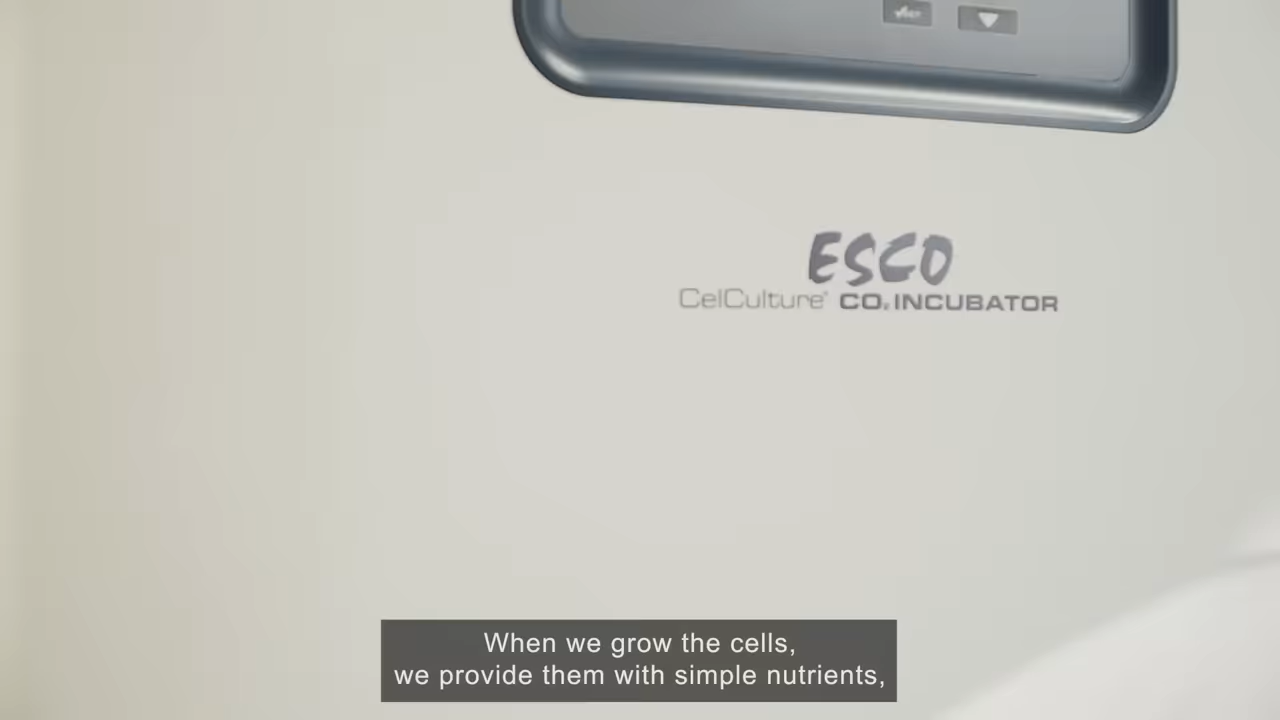 ESCO
CelCulture® CO₂ INCUBATOR
When we grow the cells,
we provide them with simple nutrients,